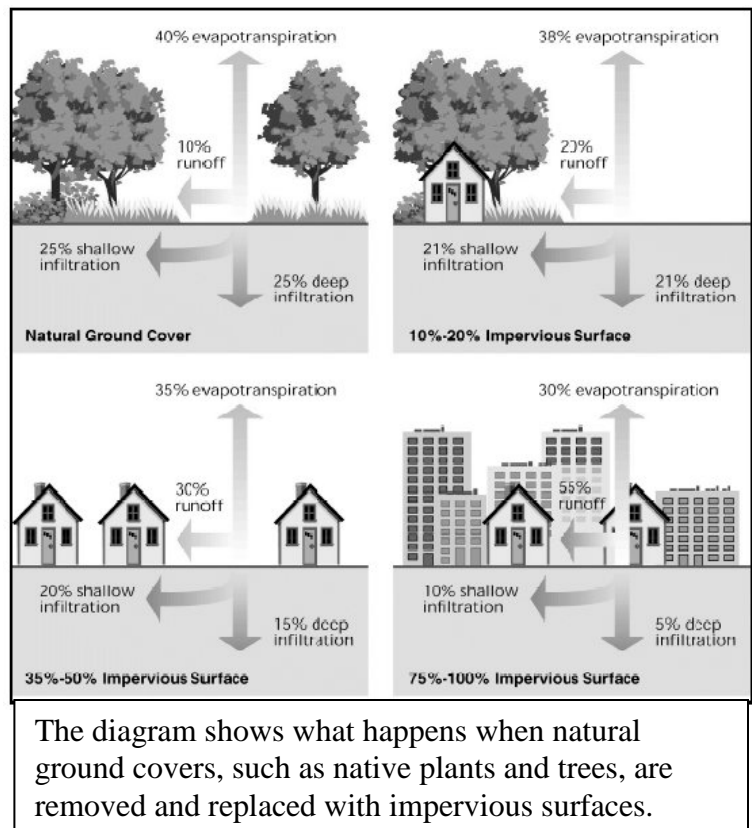 40% evapotranspiration
10%
runoff
25% shallow
infiltration
25% deep
infiltration
Natural Ground Cover
38% evapotranspiration
20%
runoff
21% shallow
infiltration
21% deep
infiltration
10%-20% Impervious Surface
35% evapotranspiration
30%
runoff
20% shallow
infiltration
15% deep
infiltration
35%-50% Impervious Surface
30% evapotranspiration
55%
runoff
10% shallow
infiltration
5% deep
infiltration
75%-100% Impervious Surface
The diagram shows what happens when natural
ground covers, such as native plants and trees, are
removed and replaced with impervious surfaces.